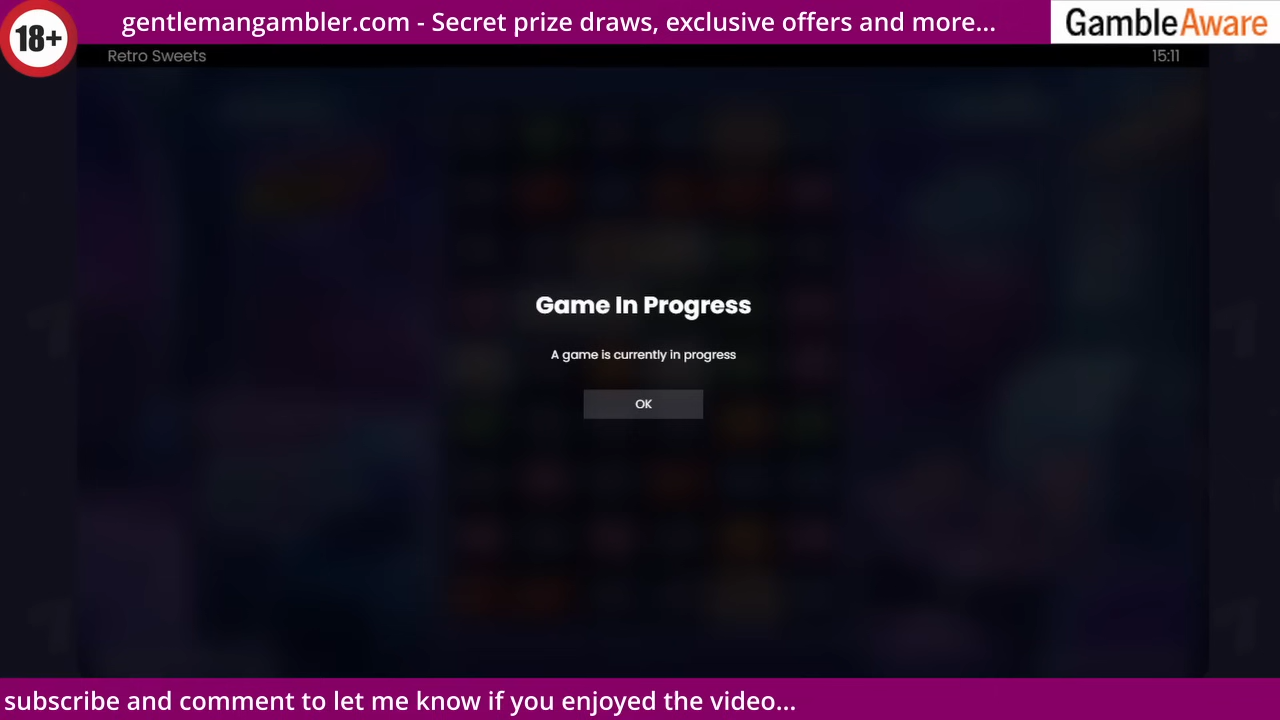 gentlemangambler.com - Secret prize draws, exclusive offers and more...
GambleAware
18+
Retro Sweets
15:11
Game In Progress
A game is currently in progress
OK
subscribe and comment to let me know if you enjoyed the video...